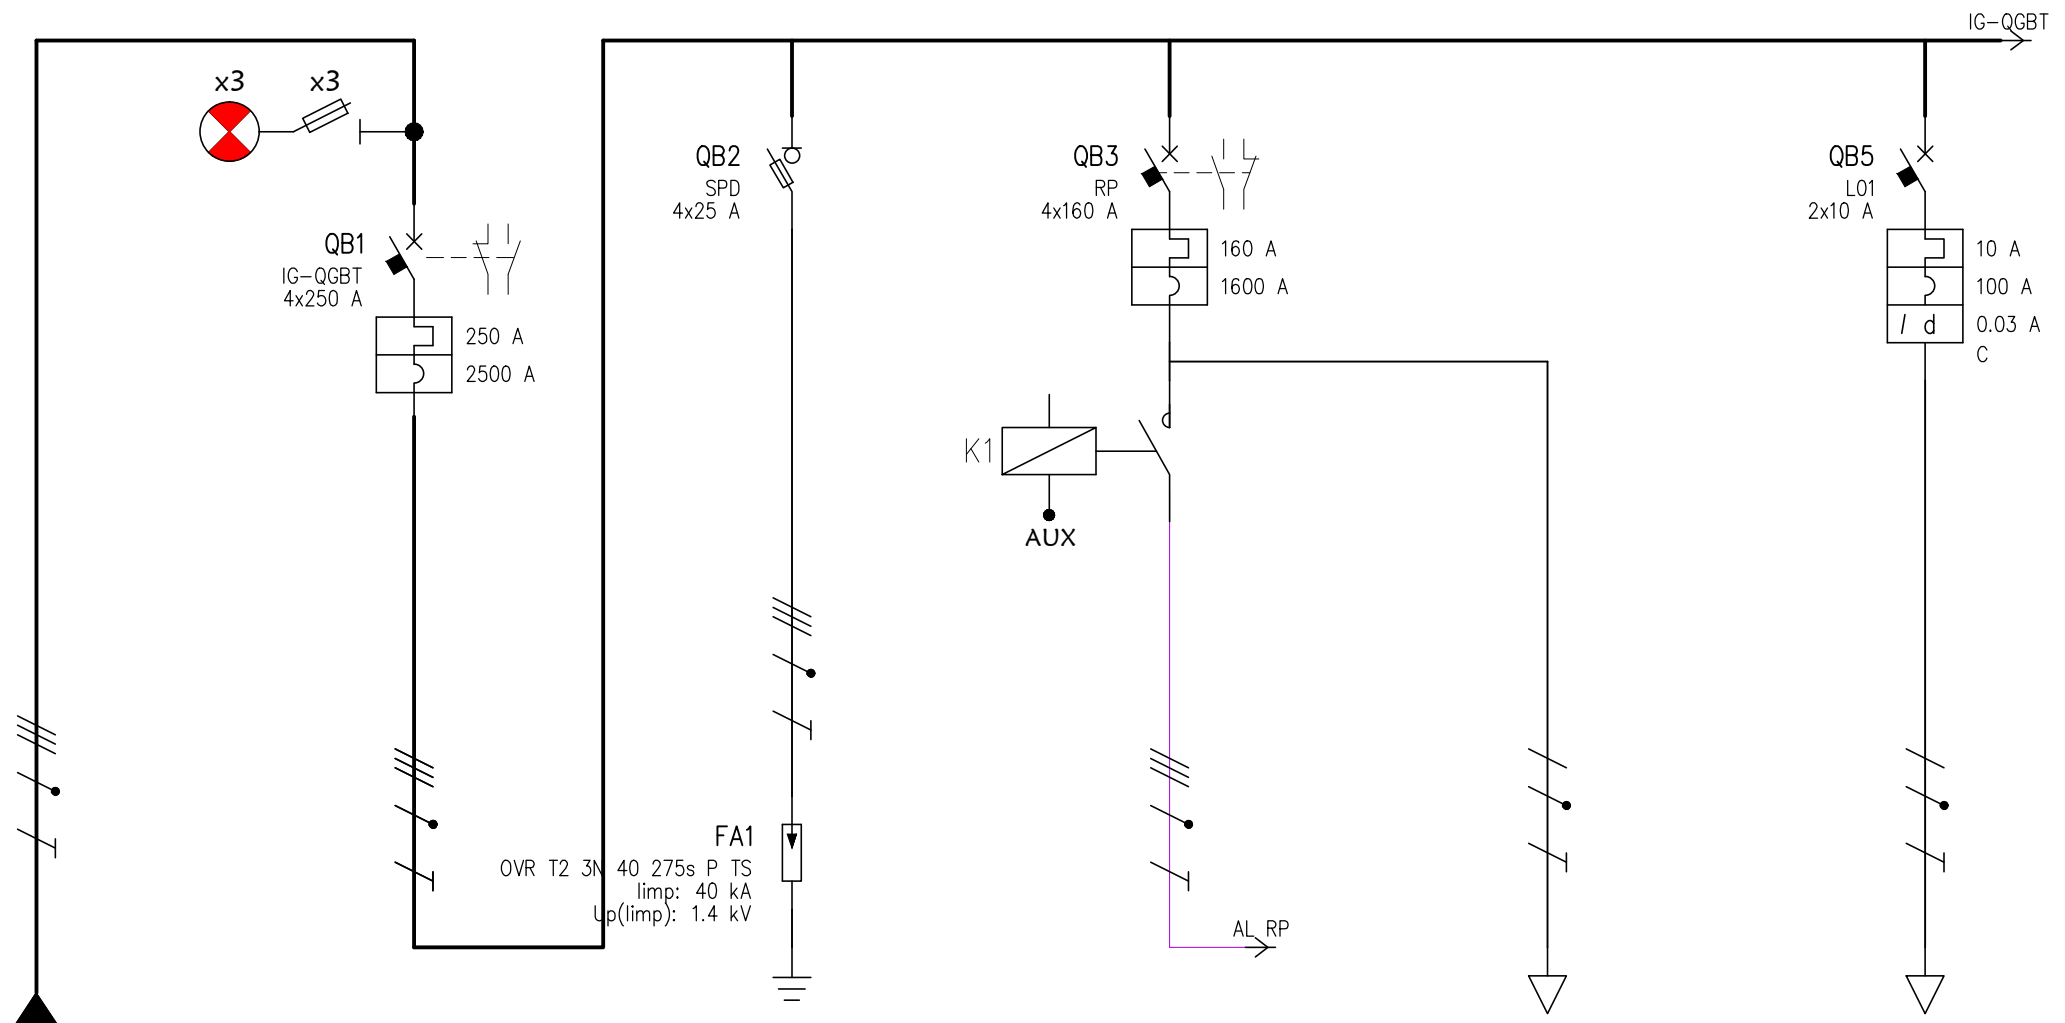 IG-QGBT
x3
x3
QB1
IG-QGBT
4x250 A
250 A
2500 A
QB2
SPD
4x25 A
FA1
OVR T2 3N 40 275s P TS
Iimp: 40 kA
Up(Iimp): 1.4 kV
QB3
RP
4x160 A
160 A
1600 A
K1
AUX
AL RP
QB5
L01
2x10 A
10 A
100 A
I d
0.03 A
C